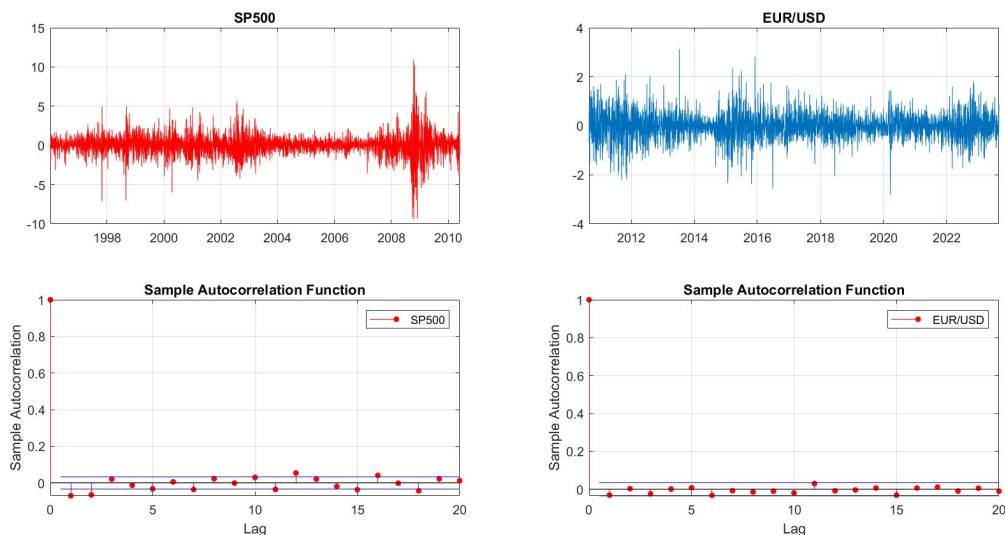 SP500
15
10
5
0
-5
-10
1998 2000 2002 2004 2006 2008 2010
EUR/USD
4
2
0
-2
-4
2012 2014 2016 2018 2020 2022
Sample Autocorrelation Function
SP500
Sample Autocorrelation
1
0.8
0.6
0.4
0.2
0
0 5 10 15 20
Lag
Sample Autocorrelation Function
EUR/USD
Sample Autocorrelation
1
0.8
0.6
0.4
0.2
0
0 5 10 15 20
Lag